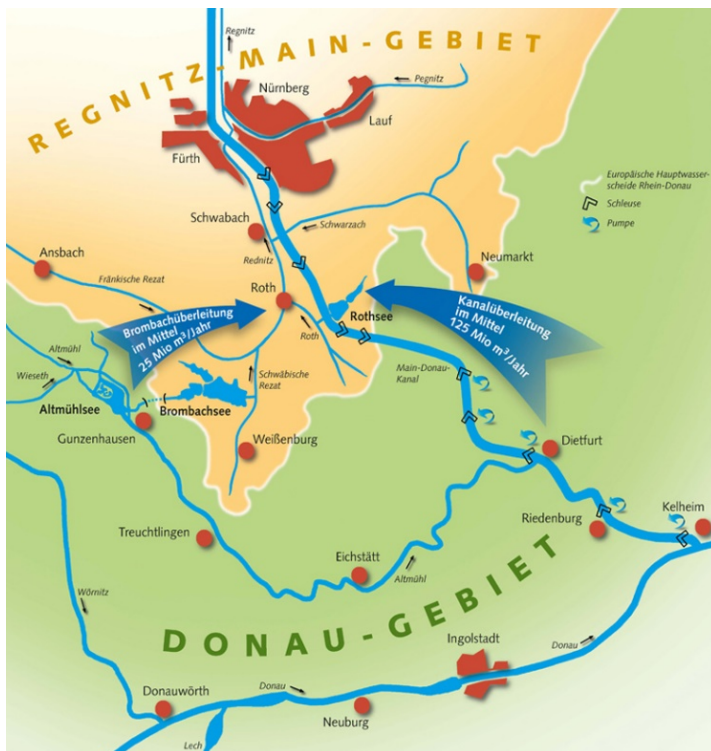 Regnitz
REGNITZ-MAIN-GEBIET
Nürnberg
Pegnitz
Lauf
Fürth
Europäische Hauptwasser-
scheide Rhein-Donau
Schleuse
Pumpe
Schwabach
Schwarzach
Rednitz
Ansbach
Neumarkt
Fränkische Rezat
Roth
Rothsee
Brombachüberleitung
im Mittel
25 Mio m³/Jahr
Kanalüberleitung
im Mittel
125 Mio m³/Jahr
Roth
Altmühl
Wieseth
Schwäbische
Rezat
Main-Donau-
Kanal
Altmühlsee
Brombachsee
Gunzenhausen
Weißenburg
Dietfurt
Treuchtlingen
Riedenburg
Kelheim
Eichstätt
Altmühl
Wörnitz
DONAU-GEBIET
Ingolstadt
Donau
Donauwörth
Donau
Neuburg
Lech